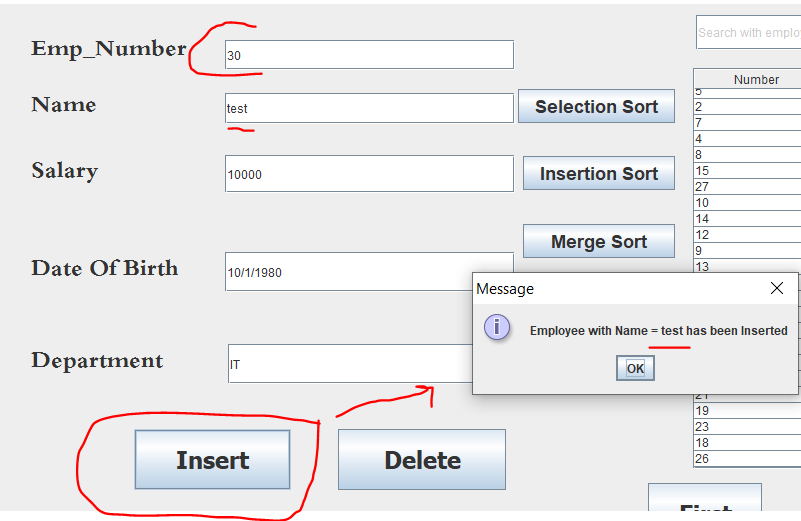 Emp_Number
30
Search with employ
Number
Name
test
Selection Sort
Salary
10000
Insertion Sort
Merge Sort
Date Of Birth
10/1/1980
Department
IT
5
2
7
4
8
15
27
10
14
12
9
13
Message
Employee with Name = test has been Inserted
OK
21
19
23
18
26
Insert
Delete
First